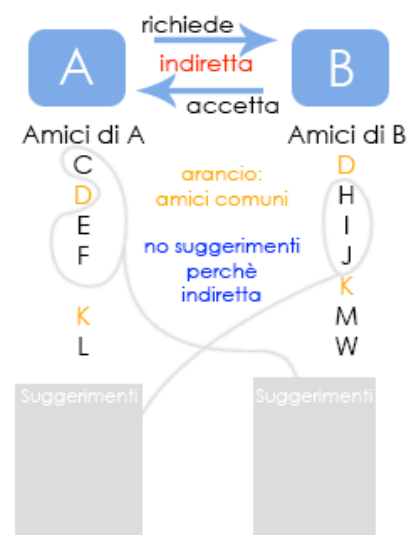 richiede
A
indiretta
B
accetta
Amici di A
Amici di B
C
D
E
F
K
L
arancio:
amici comuni
no suggerimenti
perchè
indiretta
D
H
I
J
K
M
W
Suggerimenti
Suggerimenti